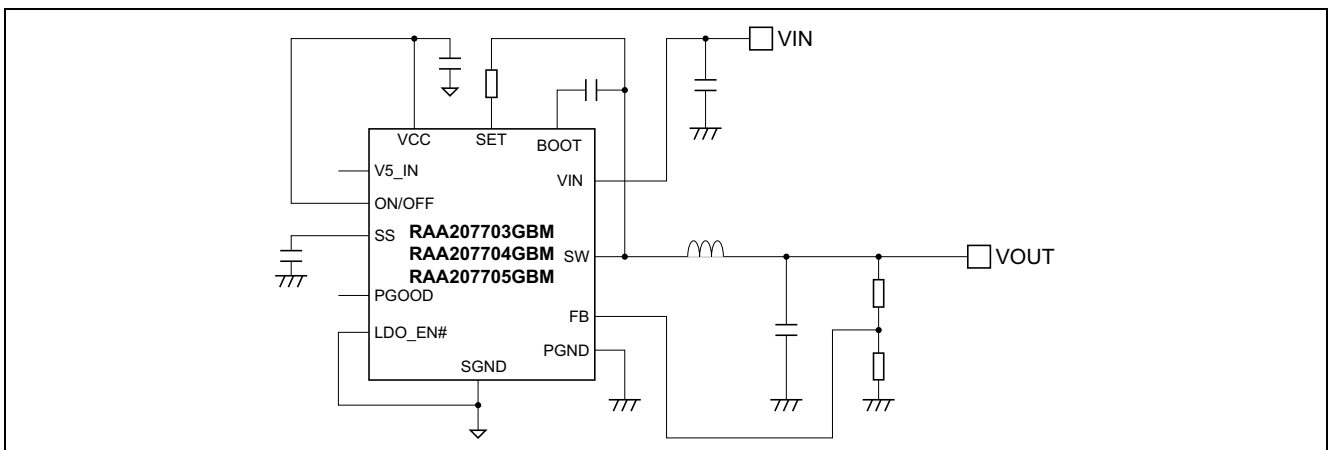 VIN
VCC
SET
BOOT
V5_IN
VIN
ON/OFF
SS
RAA207703GBM
RAA207704GBM
RAA207705GBM
SW
VOUT
PGOOD
FB
LDO_EN#
PGND
SGND